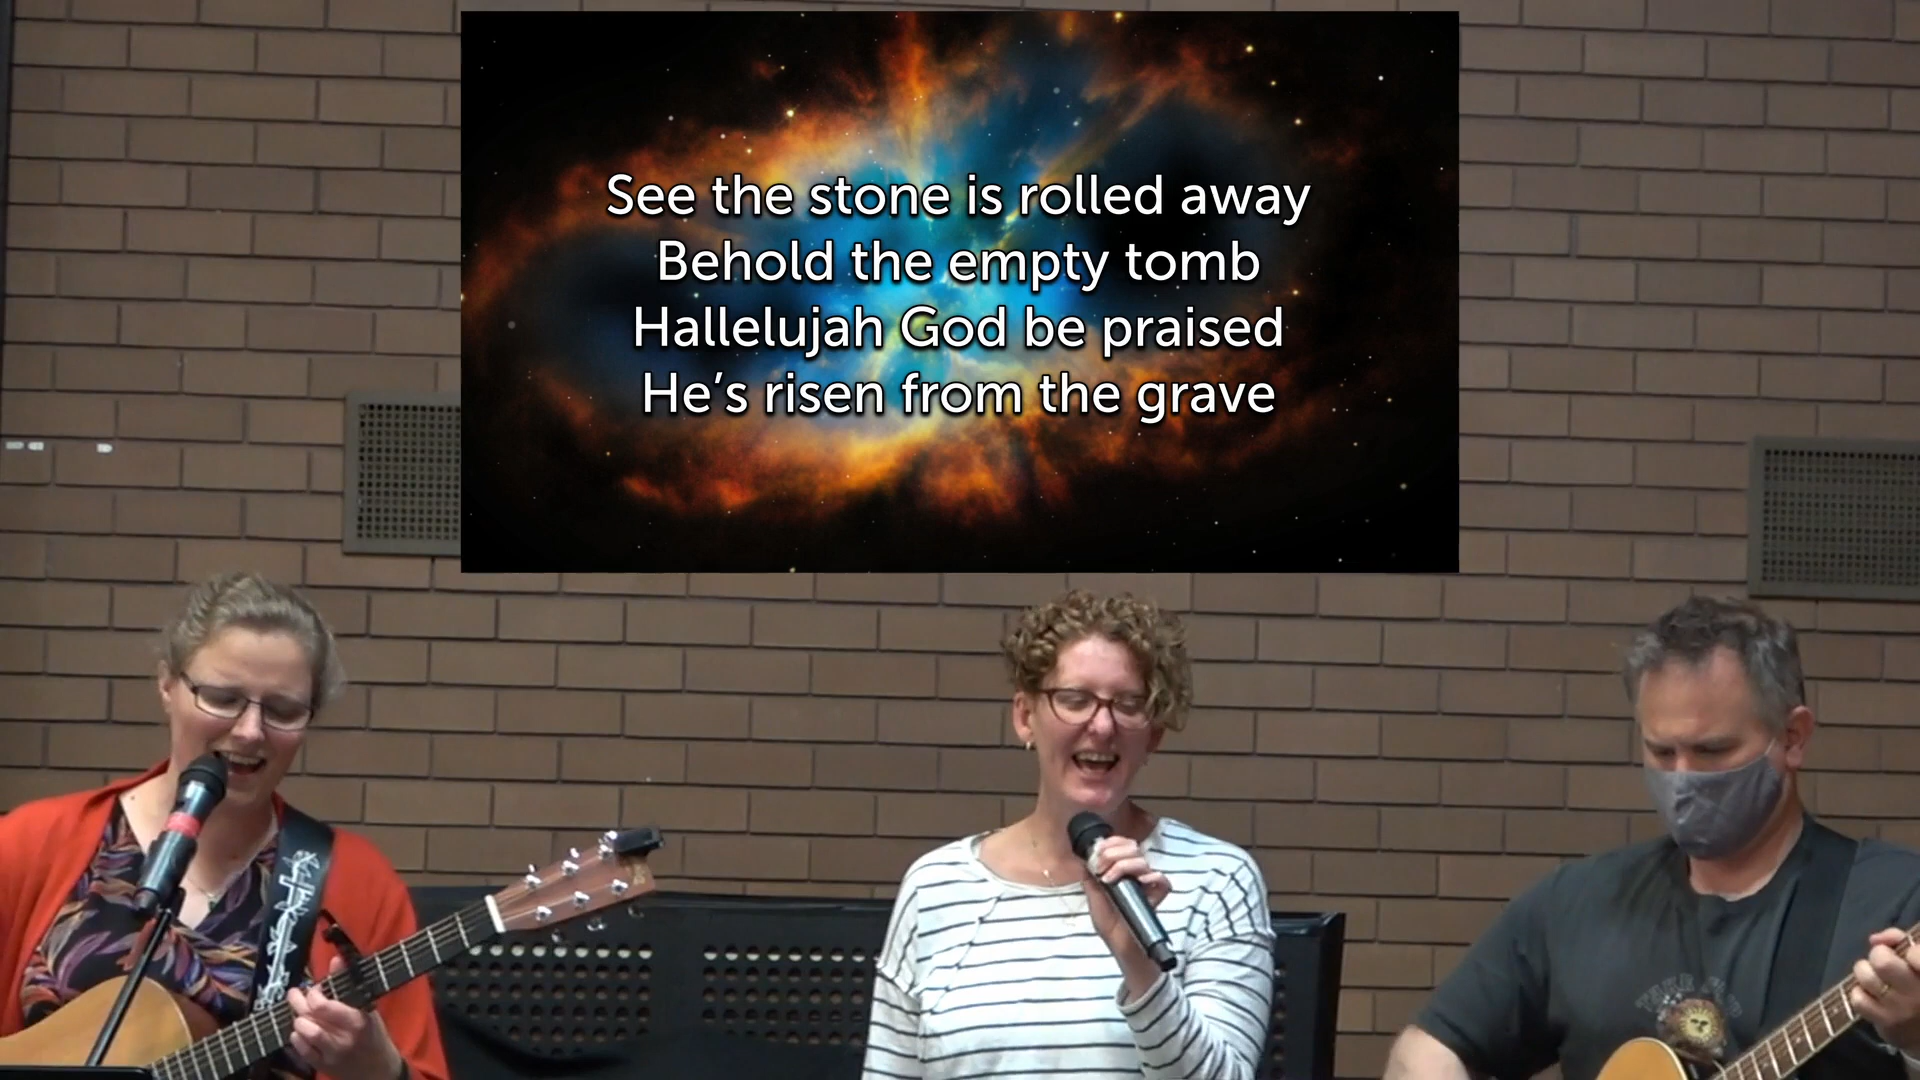 See the stone is rolled away
Behold the empty tomb
Hallelujah God be praised
He’s risen from the grave